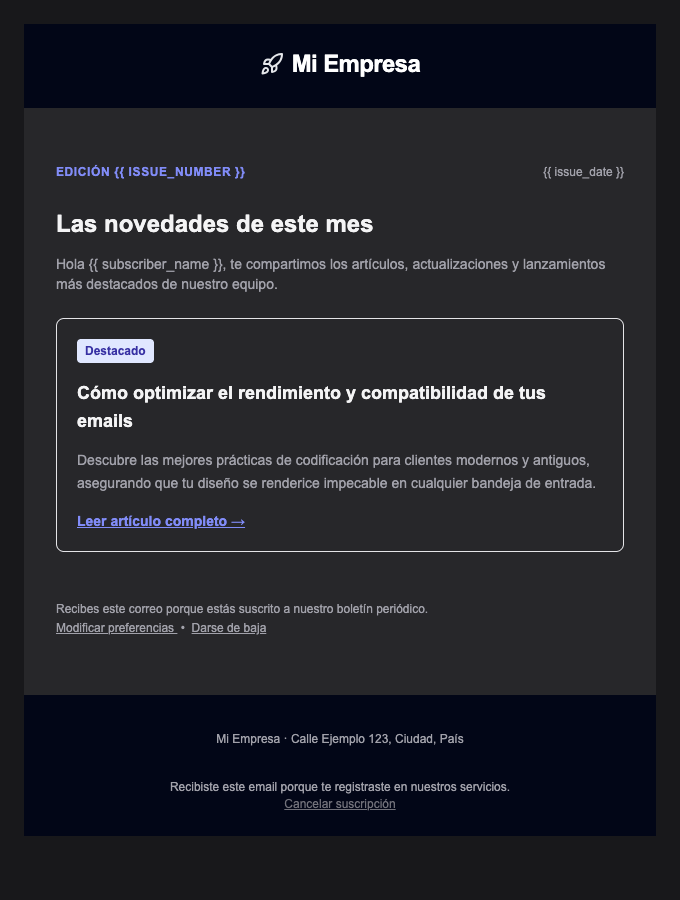 Mi Empresa
EDICIÓN {{ ISSUE_NUMBER }}
{{ issue_date }}
Las novedades de este mes
Hola {{ subscriber_name }}, te compartimos los artículos, actualizaciones y lanzamientos
más destacados de nuestro equipo.
Destacado
Cómo optimizar el rendimiento y compatibilidad de tus
emails
Descubre las mejores prácticas de codificación para clientes modernos y antiguos,
asegurando que tu diseño se renderice impecable en cualquier bandeja de entrada.
Leer artículo completo →
Recibes este correo porque estás suscrito a nuestro boletín periódico.
Modificar preferencias • Darse de baja
Mi Empresa · Calle Ejemplo 123, Ciudad, País
Recibiste este email porque te registraste en nuestros servicios.
Cancelar suscripción